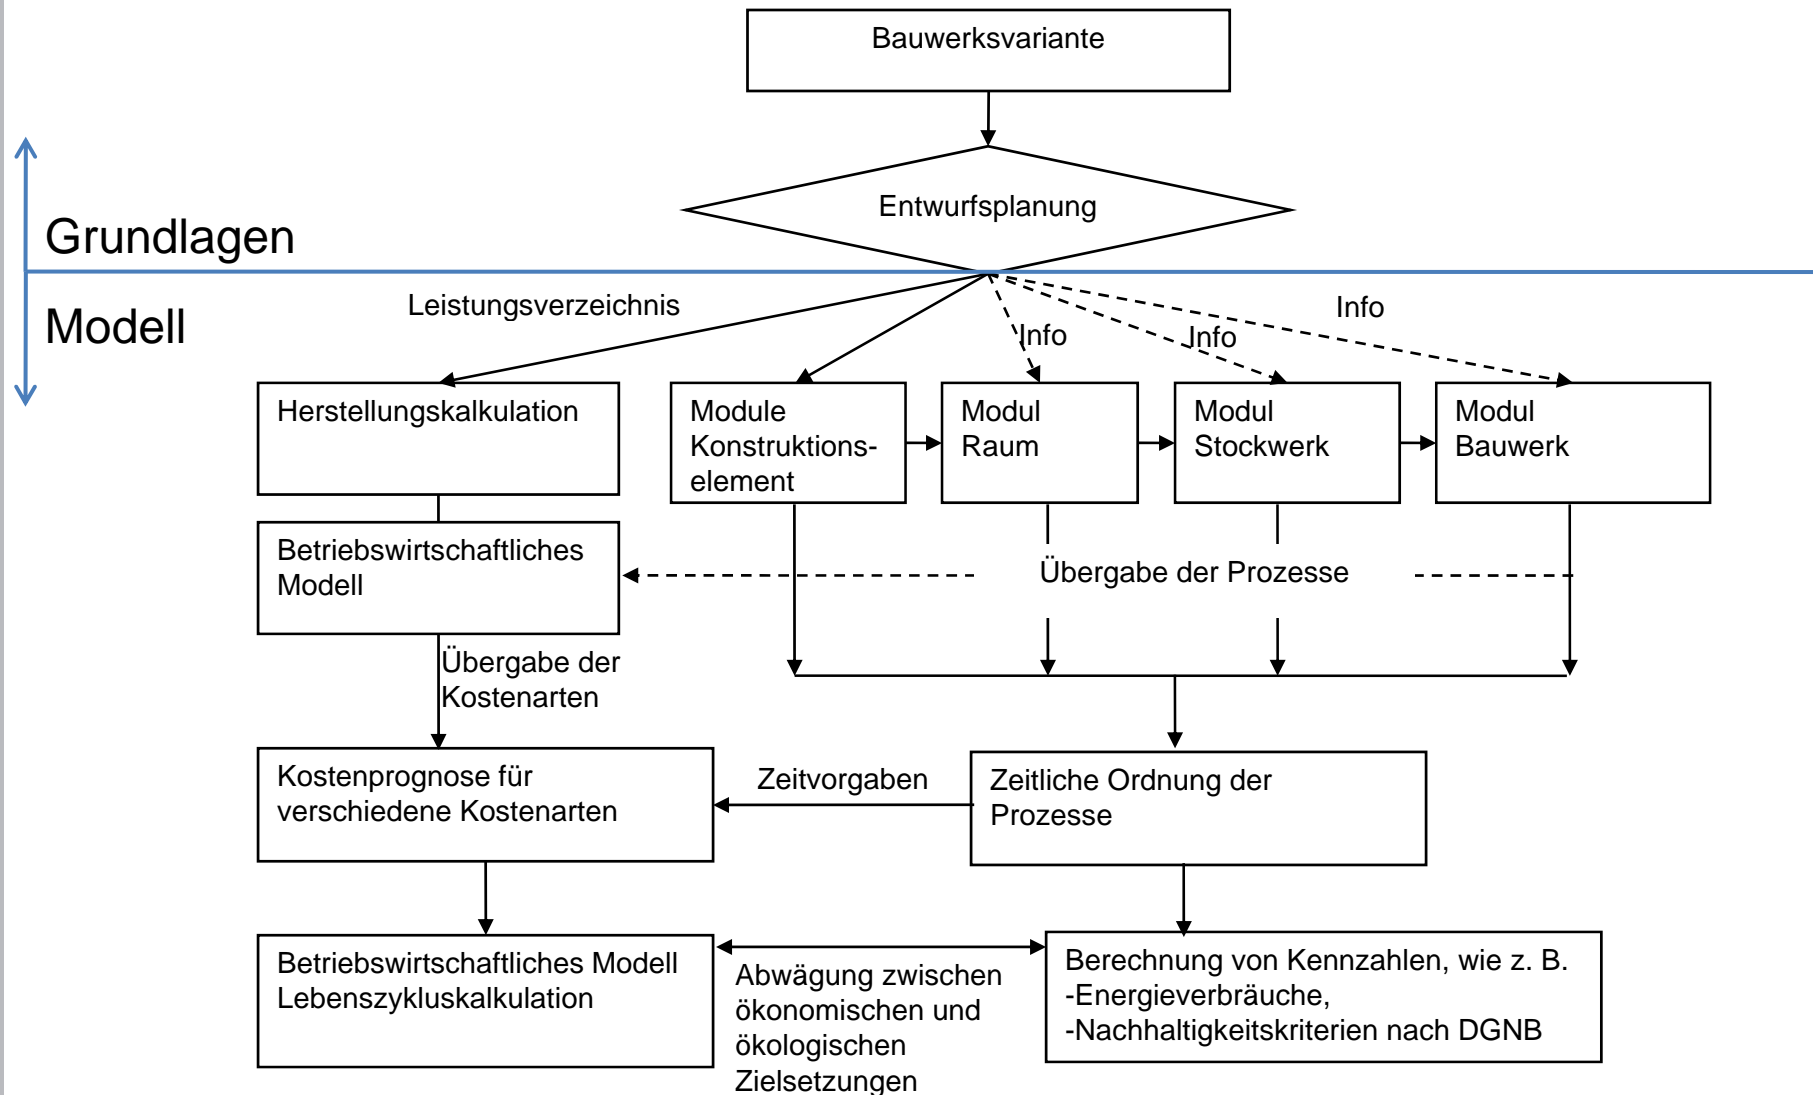 Bauwerksvariante
Entwurfsplanung
Grundlagen
Modell
Leistungsverzeichnis
Info
Info
Info
Herstellungskalkulation
Module
Konstruktions-
element
Modul
Raum
Modul
Stockwerk
Modul
Bauwerk
Betriebswirtschaftliches
Modell
Übergabe der Prozesse
Übergabe der
Kostenarten
Kostenprognose für
verschiedene Kostenarten
Zeitvorgaben
Zeitliche Ordnung der
Prozesse
Betriebswirtschaftliches Modell
Lebenszykluskalkulation
Abwägung zwischen
ökonomischen und
ökologischen
Zielsetzungen
Berechnung von Kennzahlen, wie z. B.
-Energieverbräuche,
-Nachhaltigkeitskriterien nach DGNB